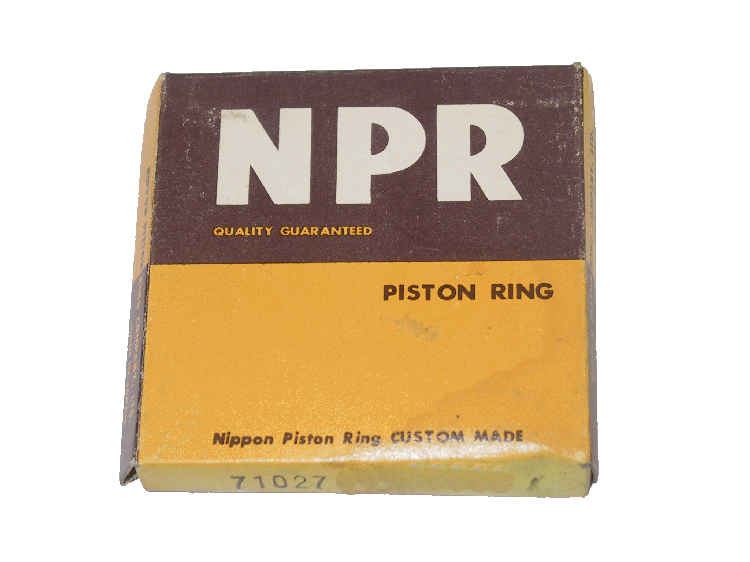 NPR
QUALITY GUARANTEED
PISTON RING
Nippon Piston Ring CUSTOM MADE
71027